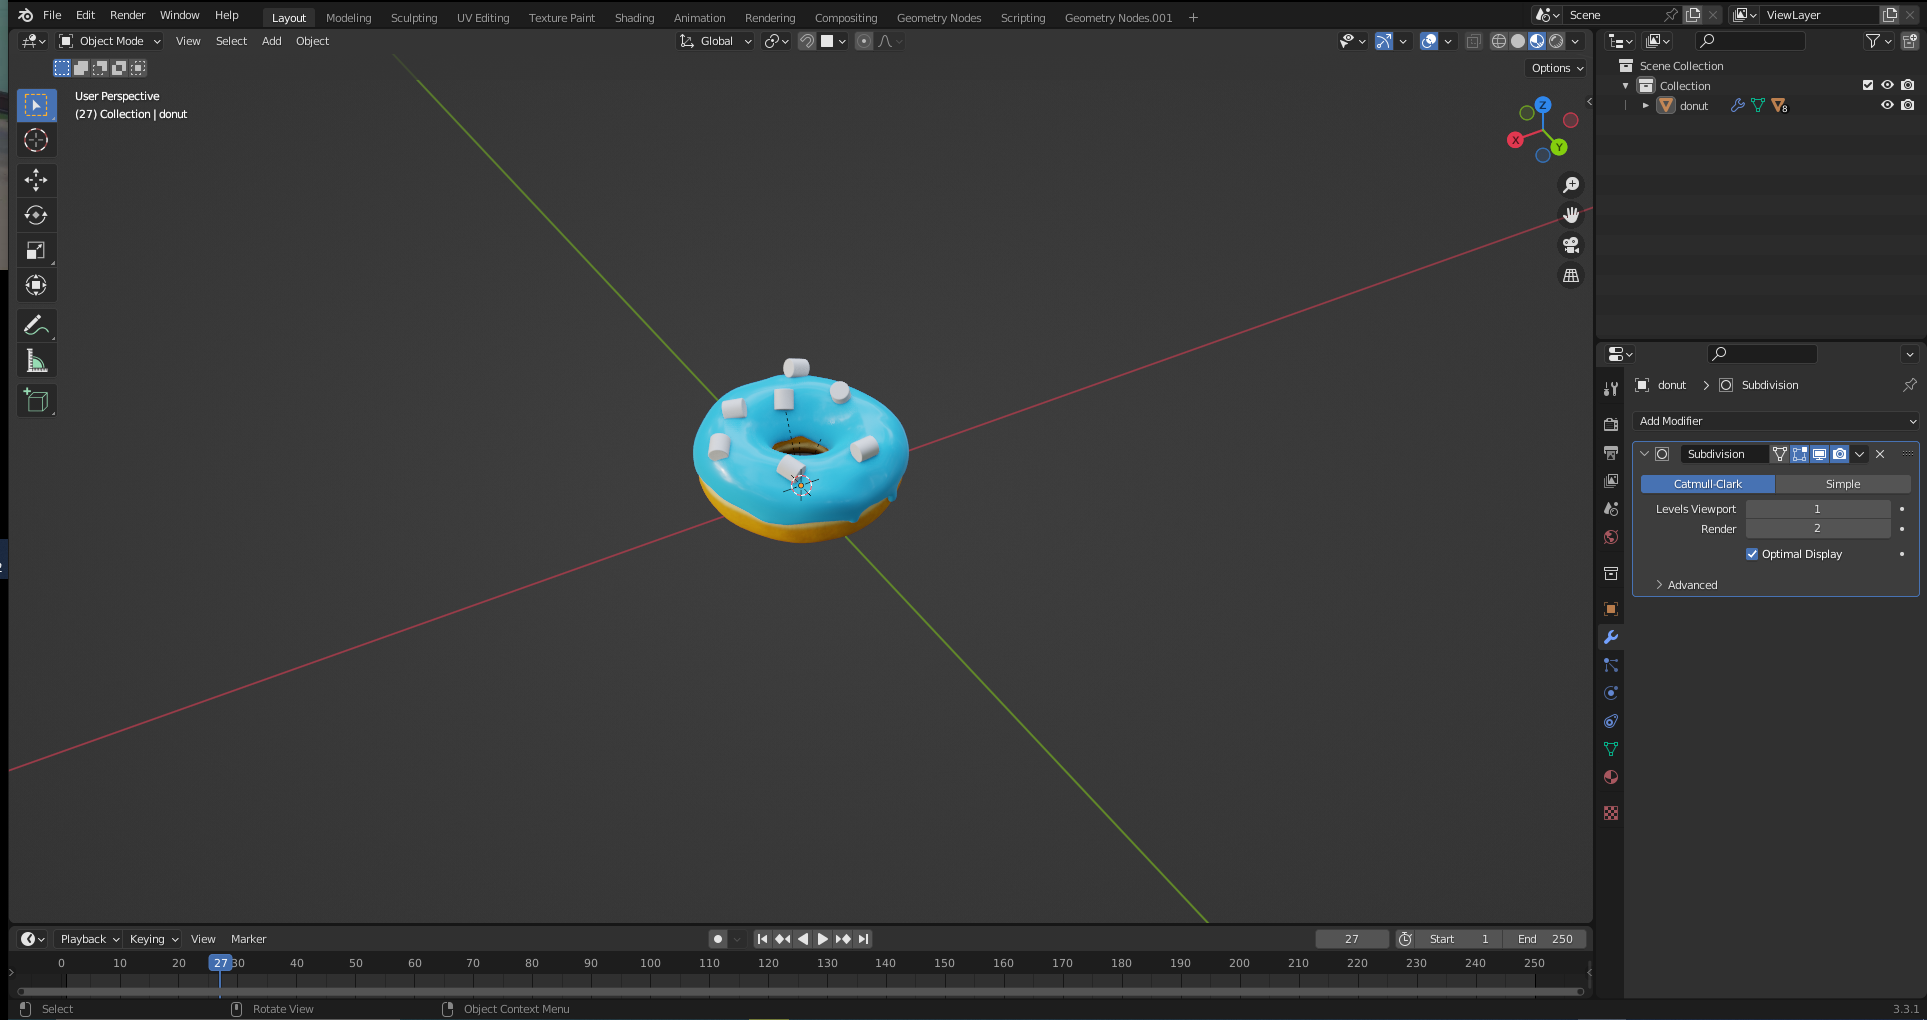 File Edit Render Window Help Layout Modeling Sculpting UV Editing Texture Paint Shading Animation Rendering Compositing Geometry Nodes Scripting Geometry Nodes.001 + Scene ViewLayer
Object Mode View Select Add Object Global
Options
User Perspective
(27) Collection | donut
Z
X
Y
Scene Collection
Collection
donut 8
donut > Subdivision
Add Modifier
Subdivision
Catmull-Clark Simple
Levels Viewport 1
Render 2
Optimal Display
Advanced
Playback Keying View Marker 27 Start 1 End 250
0 10 20 27 30 40 50 60 70 80 90 100 110 120 130 140 150 160 170 180 190 200 210 220 230 240 250
Select Rotate View Object Context Menu 3.3.1